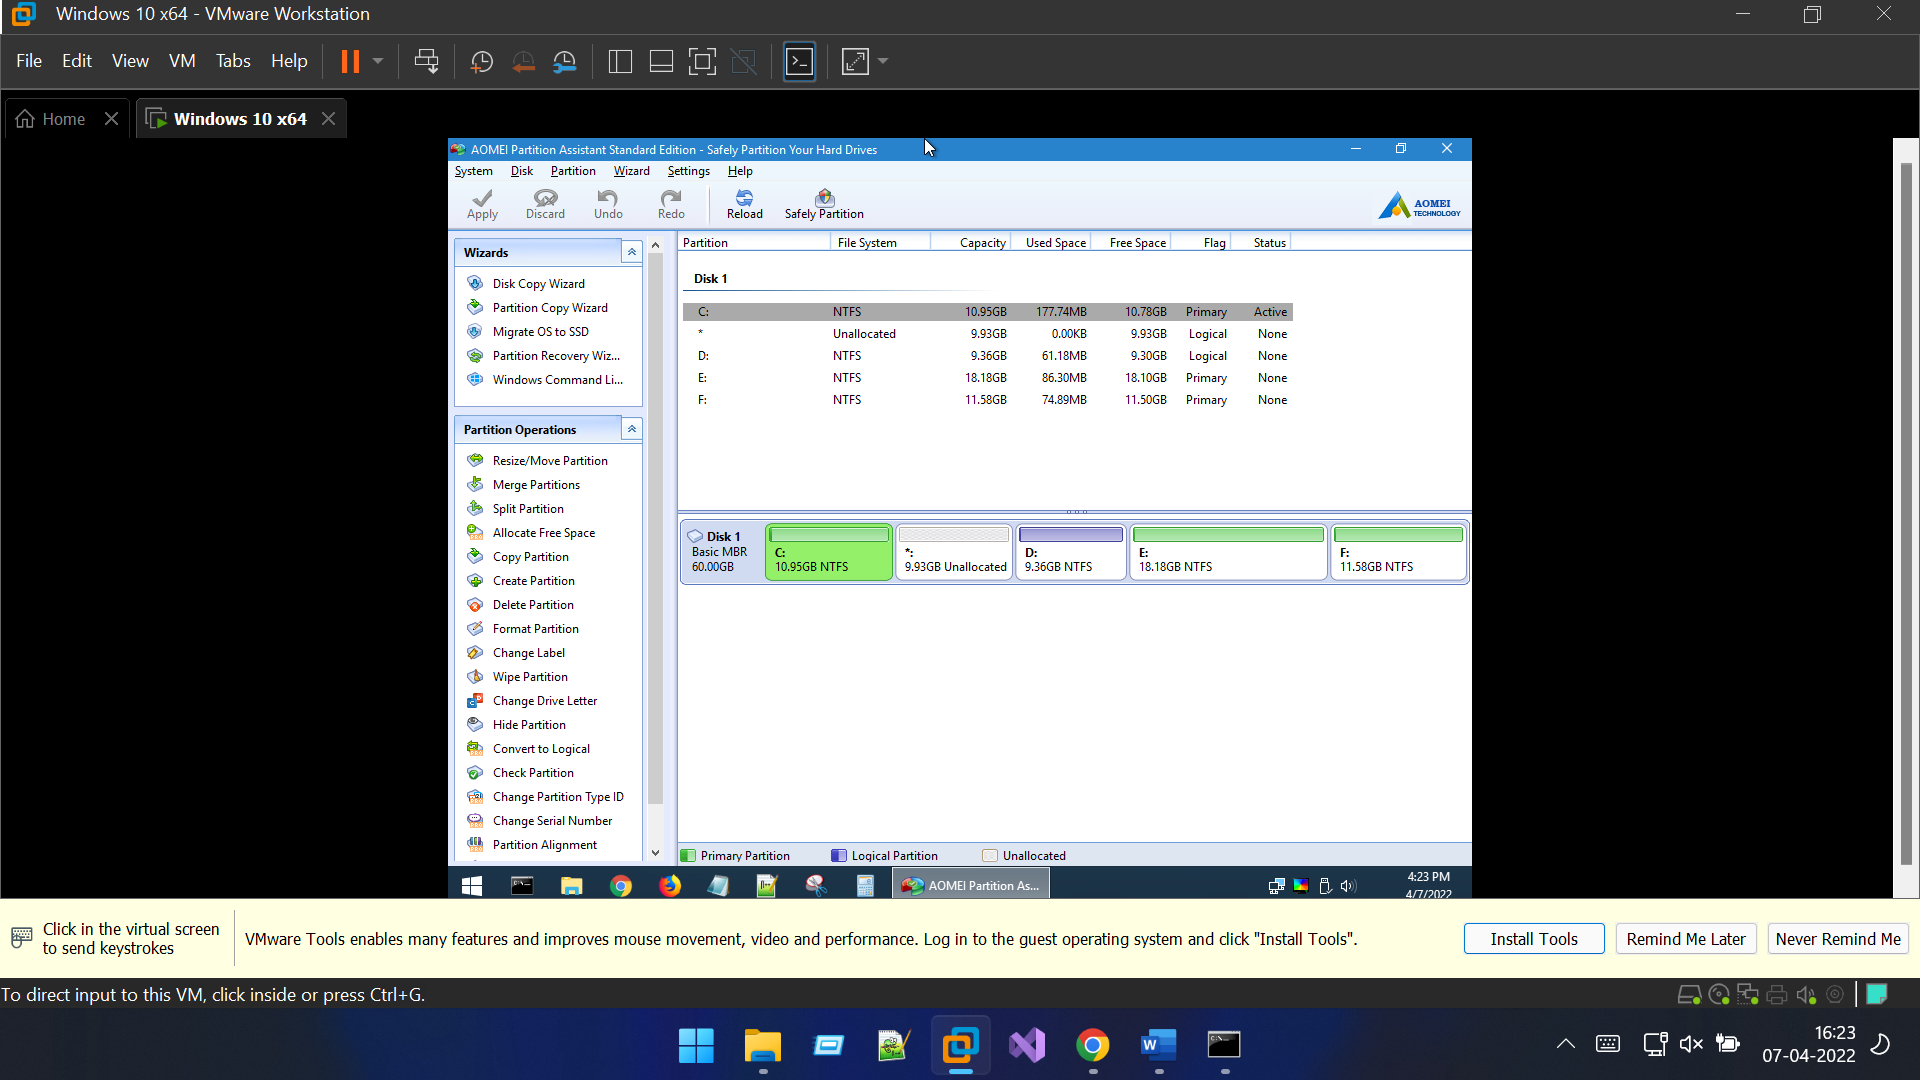 Windows 10 x64 - VMware Workstation
File Edit View VM Tabs Help
Home
Windows 10 x64
AOMEI Partition Assistant Standard Edition - Safely Partition Your Hard Drives
System Disk Partition Wizard Settings Help
Apply Discard Undo Redo Reload Safely Partition
AOMEI
TECHNOLOGY
Wizards
Disk Copy Wizard
Partition Copy Wizard
Migrate OS to SSD
Partition Recovery Wiz...
Windows Command Li...
Partition Operations
Resize/Move Partition
Merge Partitions
Split Partition
Allocate Free Space
Copy Partition
Create Partition
Delete Partition
Format Partition
Change Label
Wipe Partition
Change Drive Letter
Hide Partition
Convert to Logical
Check Partition
Change Partition Type ID
Change Serial Number
Partition Alignment
Partition File System Capacity Used Space Free Space Flag Status
Disk 1
C: NTFS 10.95GB 177.74MB 10.78GB Primary Active
* Unallocated 9.93GB 0.00KB 9.93GB Logical None
D: NTFS 9.36GB 61.18MB 9.30GB Logical None
E: NTFS 18.18GB 86.30MB 18.10GB Primary None
F: NTFS 11.58GB 74.89MB 11.50GB Primary None
Disk 1
Basic MBR
60.00GB
C:
10.95GB NTFS
*:
9.93GB Unallocated
D:
9.36GB NTFS
E:
18.18GB NTFS
F:
11.58GB NTFS
Primary Partition Logical Partition Unallocated
AOMEI Partition As...
4:23 PM
4/7/2022
Click in the virtual screen
to send keystrokes
VMware Tools enables many features and improves mouse movement, video and performance. Log in to the guest operating system and click "Install Tools".
Install Tools Remind Me Later Never Remind Me
To direct input to this VM, click inside or press Ctrl+G.
16:23
07-04-2022